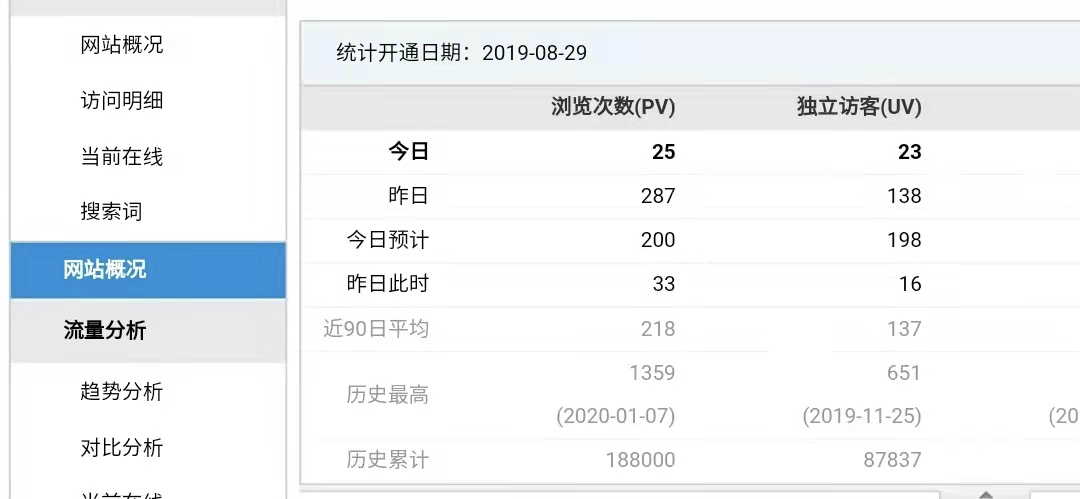 网站概况
访问明细
当前在线
搜索词
网站概况
流量分析
趋势分析
对比分析
统计开通日期：2019-08-29
浏览次数(PV) 独立访客(UV)
今日 25 23
昨日 287 138
今日预计 200 198
昨日此时 33 16
近90日平均 218 137
历史最高 1359 651
(2020-01-07) (2019-11-25) (20
历史累计 188000 87837